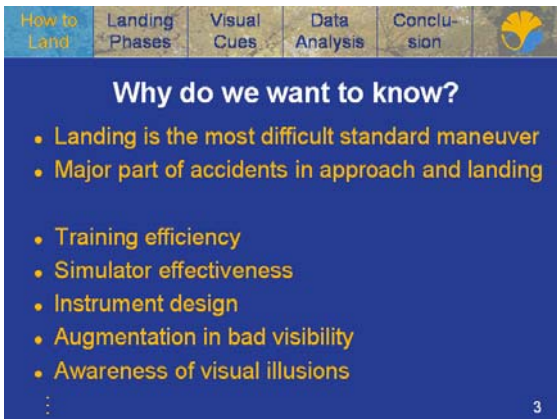 How to Land
Landing Phases
Visual Cues
Data Analysis
Conclu-
sion
Why do we want to know?
• Landing is the most difficult standard maneuver
• Major part of accidents in approach and landing
• Training efficiency
• Simulator effectiveness
• Instrument design
• Augmentation in bad visibility
• Awareness of visual illusions
⋮
3